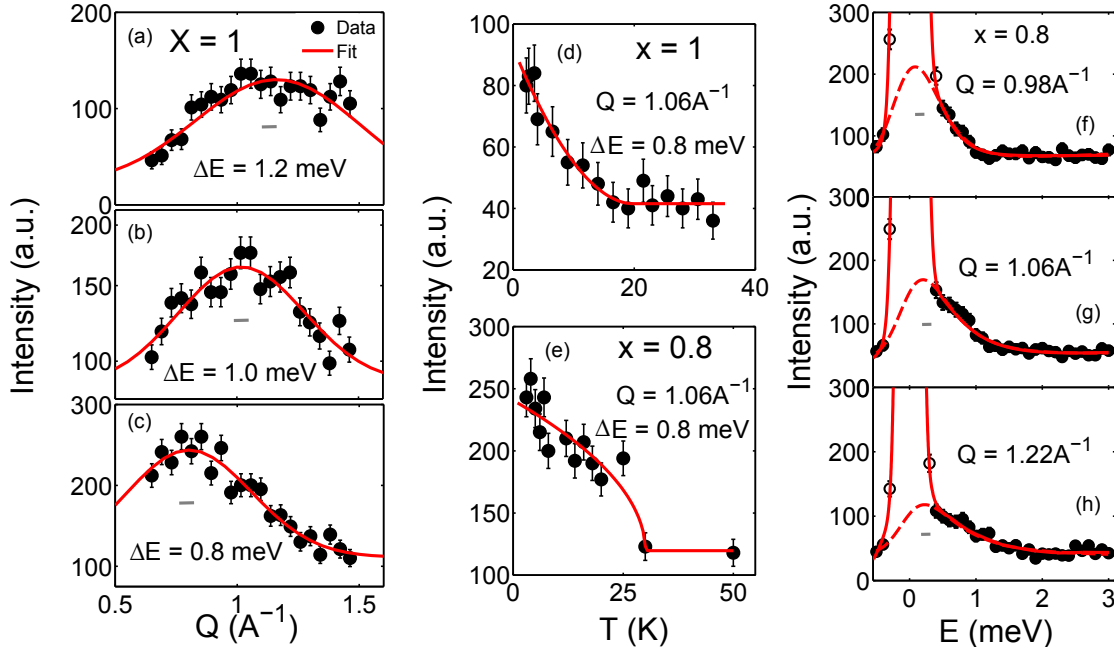 (a)
X = 1
Data
Fit
ΔE = 1.2 meV
200
100
0
(b)
ΔE = 1.0 meV
200
150
100
(c)
ΔE = 0.8 meV
300
200
100
0.5
1
1.5
Intensity (a.u.)
Q (A⁻¹)
(d)
x = 1
Q = 1.06A⁻¹
ΔE = 0.8 meV
100
80
60
40
20
0
20
40
(e)
x = 0.8
Q = 1.06A⁻¹
ΔE = 0.8 meV
300
250
200
150
100
0
25
50
Intensity (a.u.)
T (K)
x = 0.8
Q = 0.98A⁻¹
(f)
300
200
100
300
Q = 1.06A⁻¹
(g)
200
100
300
Q = 1.22A⁻¹
(h)
200
100
0
0
1
2
3
Intensity (a.u.)
E (meV)